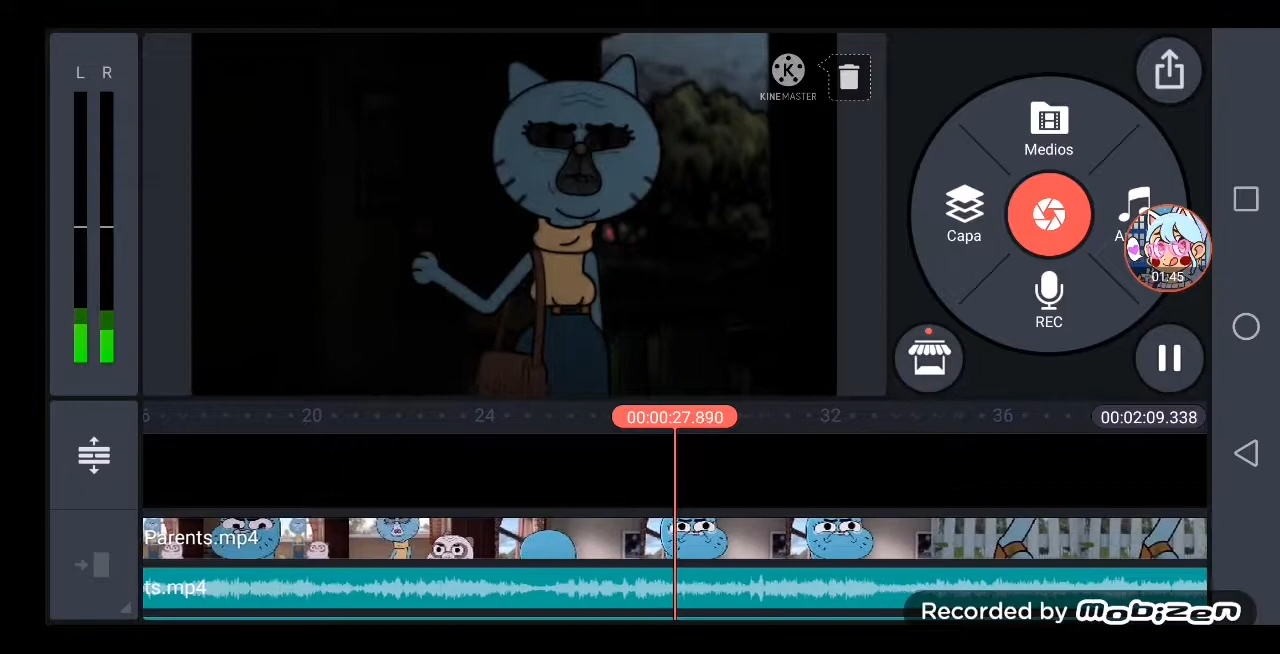 L R
K
KINEMASTER
Medios
Capa
A
01:45
REC
6 20 24 00:00:27.890 32 36 00:02:09.338
Parents.mp4
ts.mp4
Recorded by mobizen